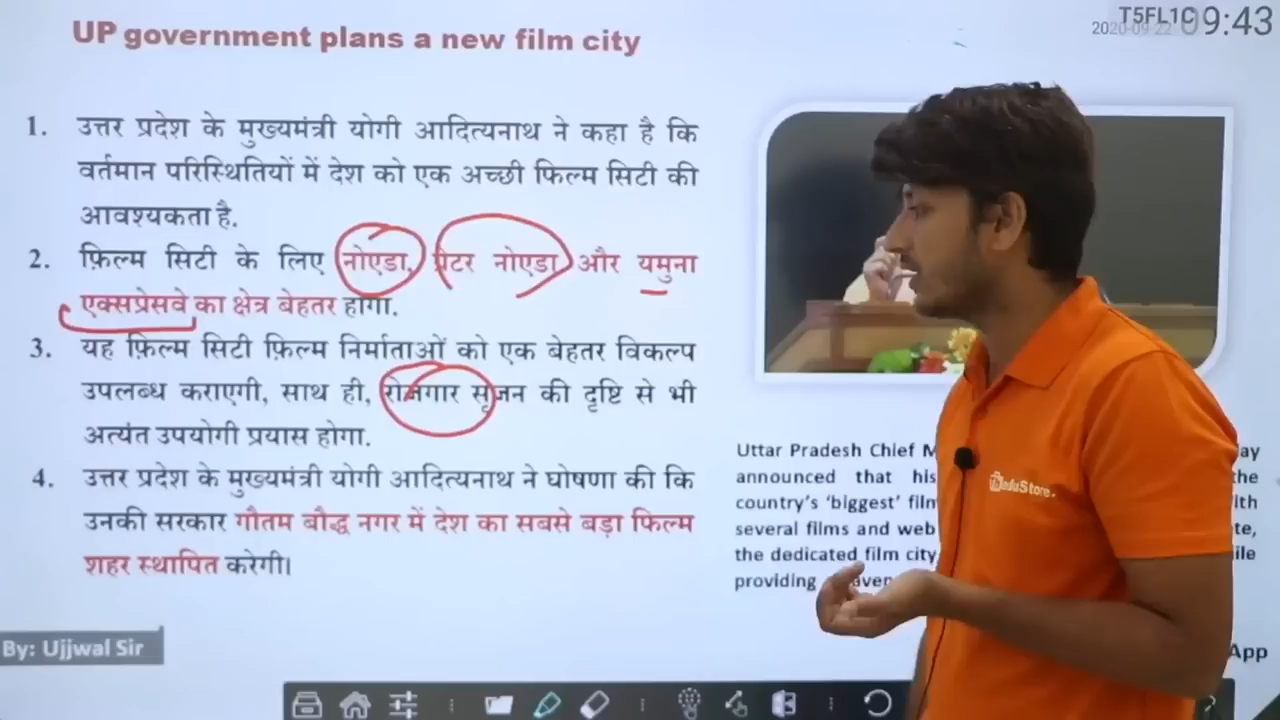 UP government plans a new film city
T5FL1C
2020-09-22
09:43
1. उत्तर प्रदेश के मुख्यमंत्री योगी आदित्यनाथ ने कहा है कि
वर्तमान परिस्थितियों में देश को एक अच्छी फिल्म सिटी की
आवश्यकता है.
2. फ़िल्म सिटी के लिए नोएडा, ग्रेटर नोएडा और यमुना
एक्सप्रेसवे का क्षेत्र बेहतर होगा.
3. यह फ़िल्म सिटी फ़िल्म निर्माताओं को एक बेहतर विकल्प
उपलब्ध कराएगी, साथ ही, रोजगार सृजन की दृष्टि से भी
अत्यंत उपयोगी प्रयास होगा.
4. उत्तर प्रदेश के मुख्यमंत्री योगी आदित्यनाथ ने घोषणा की कि
उनकी सरकार गौतम बौद्ध नगर में देश का सबसे बड़ा फिल्म
शहर स्थापित करेगी।
Uttar Pradesh Chief
announced that his
country's 'biggest' film
several films and web
the dedicated film city
providing
the
By: Ujjwal Sir
App
eduStore